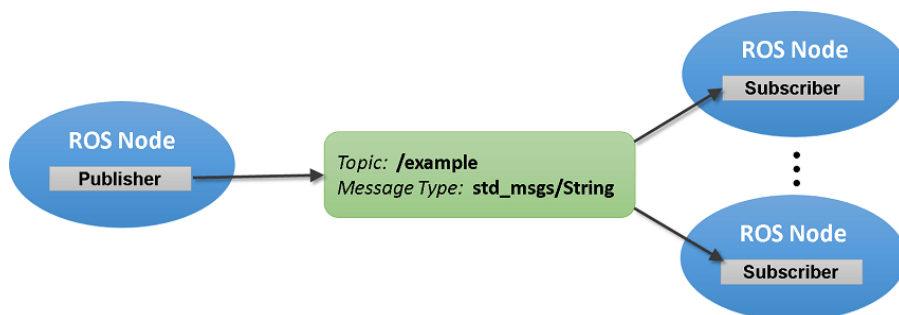 ROS Node
Publisher
Topic: /example
Message Type: std_msgs/String
ROS Node
Subscriber
ROS Node
Subscriber